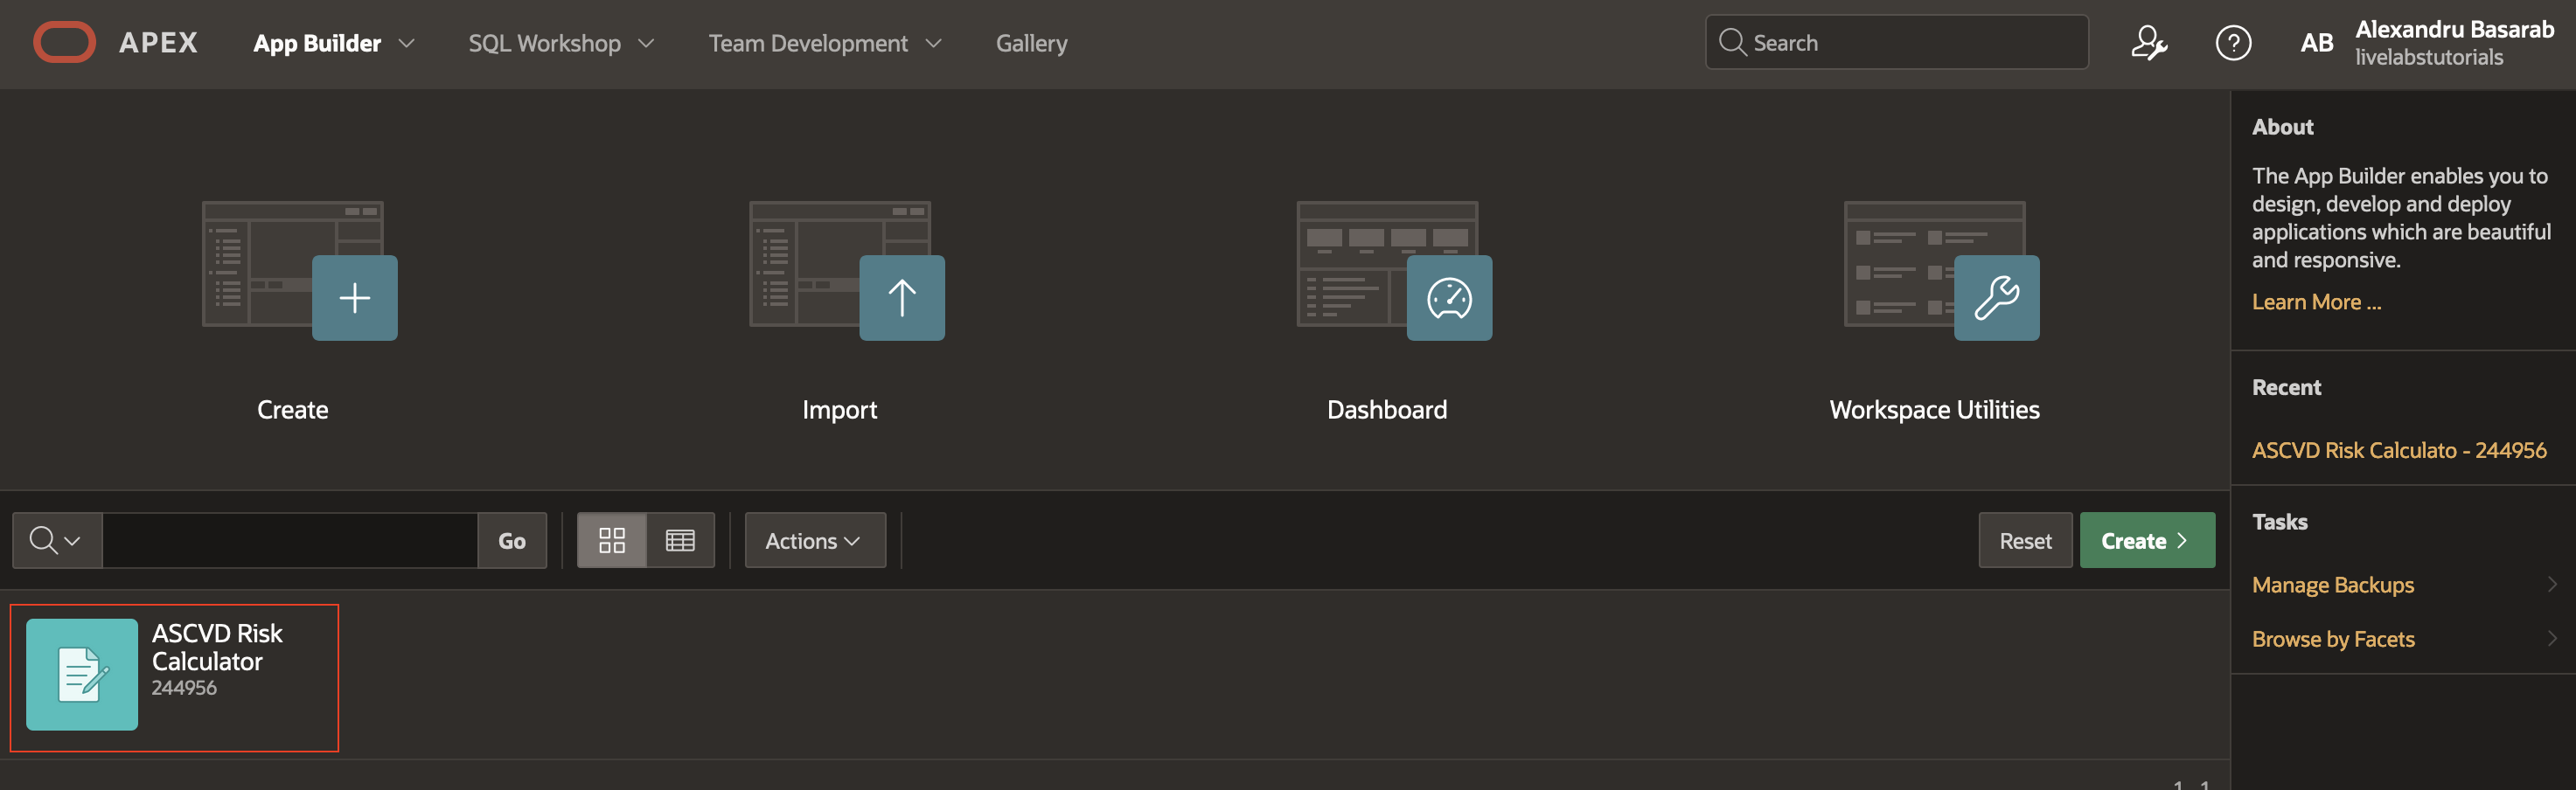 APEX
App Builder
SQL Workshop
Team Development
Gallery
Search
AB
Alexandru Basarab
livelabstutorials
Create
Import
Dashboard
Workspace Utilities
Go
Actions
Reset
Create
ASCVD Risk
Calculator
244956
About
The App Builder enables you to
design, develop and deploy
applications which are beautiful
and responsive.
Learn More ...
Recent
ASCVD Risk Calculato - 244956
Tasks
Manage Backups
Browse by Facets